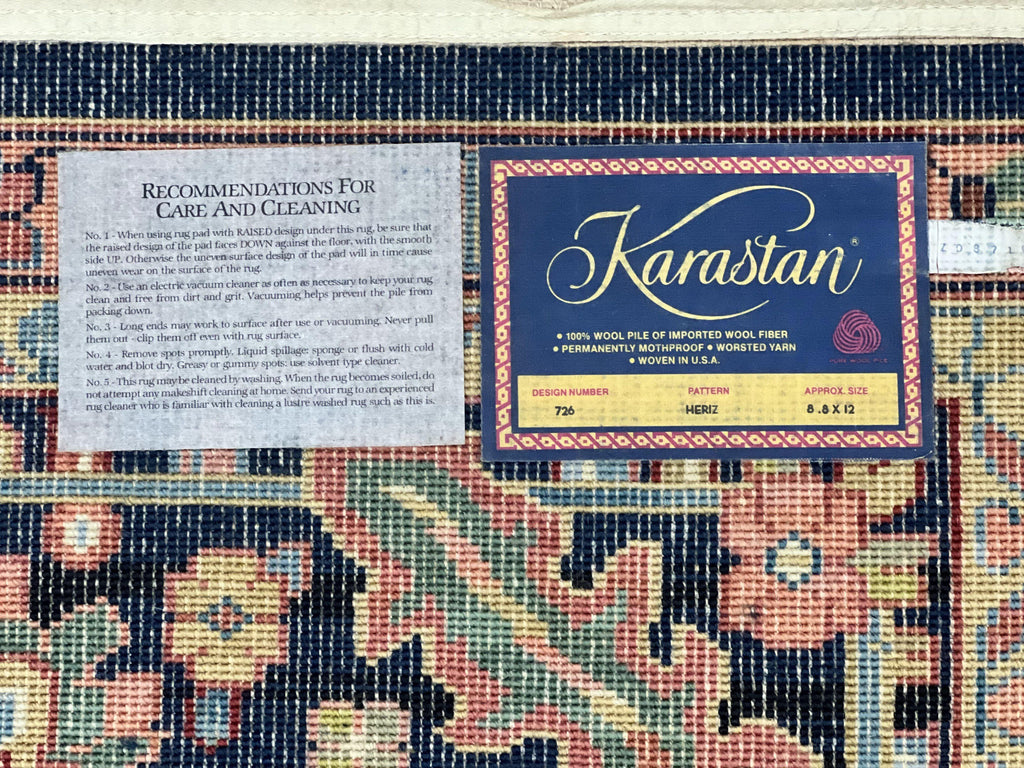 RECOMMENDATIONS FOR
CARE AND CLEANING
No. 1 - When using rug pad with RAISED design under this rug, be sure that
the raised design of the pad faces DOWN against the floor, with the smooth
side UP. Otherwise the uneven surface design of the pad will in time cause
uneven wear on the surface of the rug.
No. 2 - Use an electric vacuum cleaner as often as necessary to keep your rug
clean and free from dirt and grit. Vacuuming helps prevent the pile from
packing down.
No. 3 - Long ends may work to surface after use or vacuuming. Never pull
them out - clip them off even with rug surface.
No. 4 - Remove spots promptly. Liquid spillage: sponge or flush with cold
water and blot dry. Greasy or gummy spots: use solvent type cleaner.
No. 5 - This rug may be cleaned by washing. When the rug becomes soiled, do
not attempt any makeshift cleaning at home. Send your rug to an experienced
rug cleaner who is familiar with cleaning a lustre washed rug such as this is.
Karastan®
• 100% WOOL PILE OF IMPORTED WOOL FIBER
• PERMANENTLY MOTHPROOF • WORSTED YARN
• WOVEN IN U.S.A.
PURE WOOL PILE
DESIGN NUMBER PATTERN APPROX. SIZE
726 HERIZ 8.8 X 12